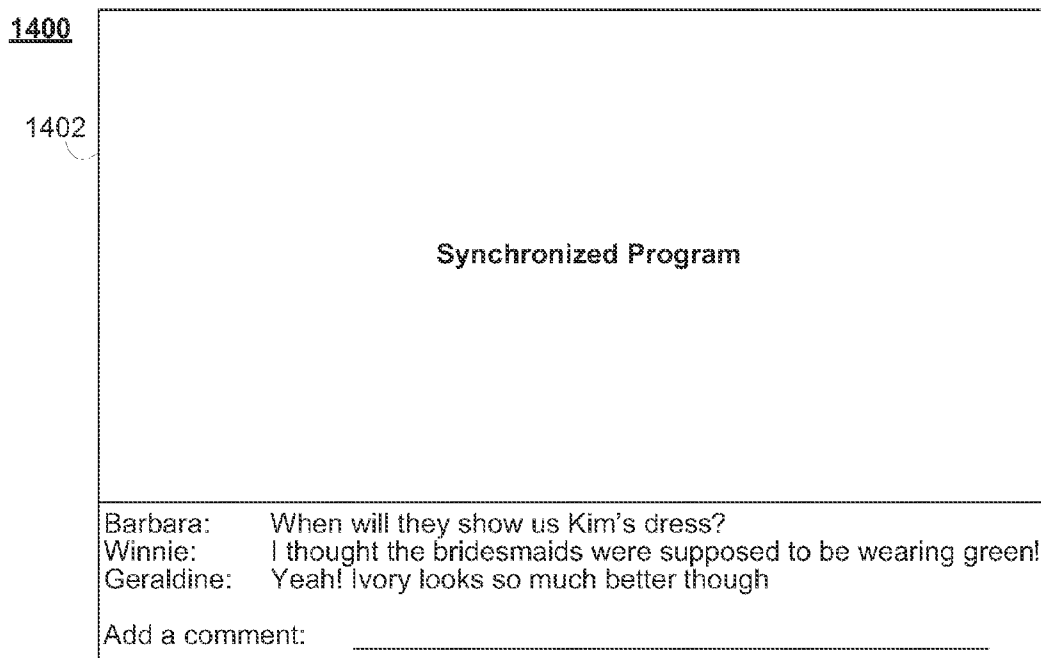 1400
1402
Synchronized Program
Barbara: When will they show us Kim's dress?
Winnie: I thought the bridesmaids were supposed to be wearing green!
Geraldine: Yeah! Ivory looks so much better though
Add a comment: